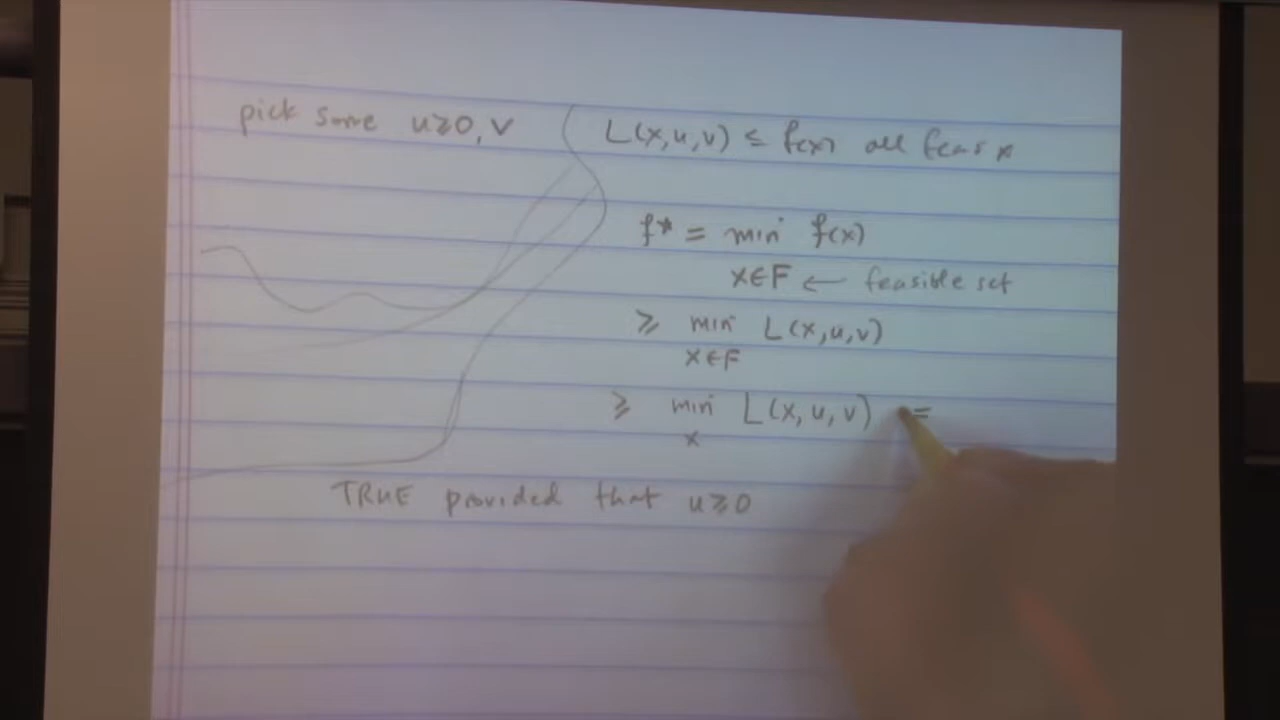 pick some u≥0, v
L(x,u,v) ≤ f(x) all feas x
f* = min f(x)
x∈F ← feasible set
≥ min L(x,u,v)
x∈F
≥ min L(x,u,v) =
x
TRUE provided that u≥0